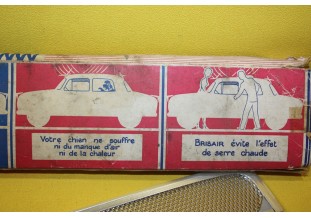 Votre chien ne souffre
ni du manque d'air
ni de la chaleur
BRISAIR évite l'effet
de serre chaude